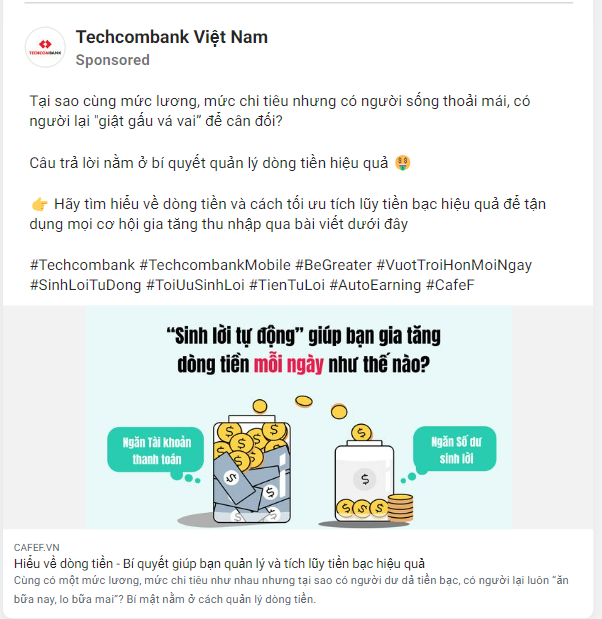 Techcombank Việt Nam
TECHCOMBANK
Sponsored
Tại sao cùng mức lương, mức chi tiêu nhưng có người sống thoải mái, có
người lại "giật gấu vá vai” để cân đối?
Câu trả lời nằm ở bí quyết quản lý dòng tiền hiệu quả 🤑
👉 Hãy tìm hiểu về dòng tiền và cách tối ưu tích lũy tiền bạc hiệu quả để tận
dụng mọi cơ hội gia tăng thu nhập qua bài viết dưới đây
#Techcombank #TechcombankMobile #BeGreater #VuotTroiHonMoiNgay
#SinhLoiTuDong #ToiUuSinhLoi #TienTuLoi #AutoEarning #CafeF
“Sinh lời tự động” giúp bạn gia tăng
dòng tiền mỗi ngày như thế nào?
Ngăn Tài khoản
thanh toán
Ngăn Số dư
sinh lời
CAFEF.VN
Hiểu về dòng tiền - Bí quyết giúp bạn quản lý và tích lũy tiền bạc hiệu quả
Cùng có một mức lương, mức chi tiêu như nhau nhưng tại sao có người dư dả tiền bạc, có người lại luôn “ăn
bữa nay, lo bữa mai”? Bí mật nằm ở cách quản lý dòng tiền.